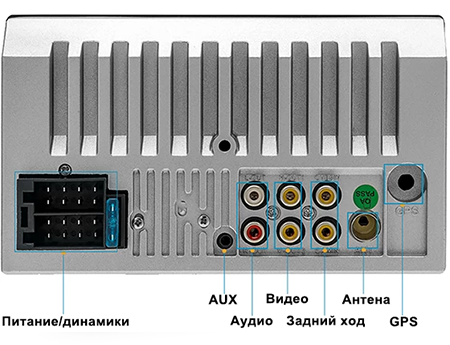 QA
PASS
GPS
AUX
Видео
Антена
Питание/динамики
Аудио
Задний ход
GPS